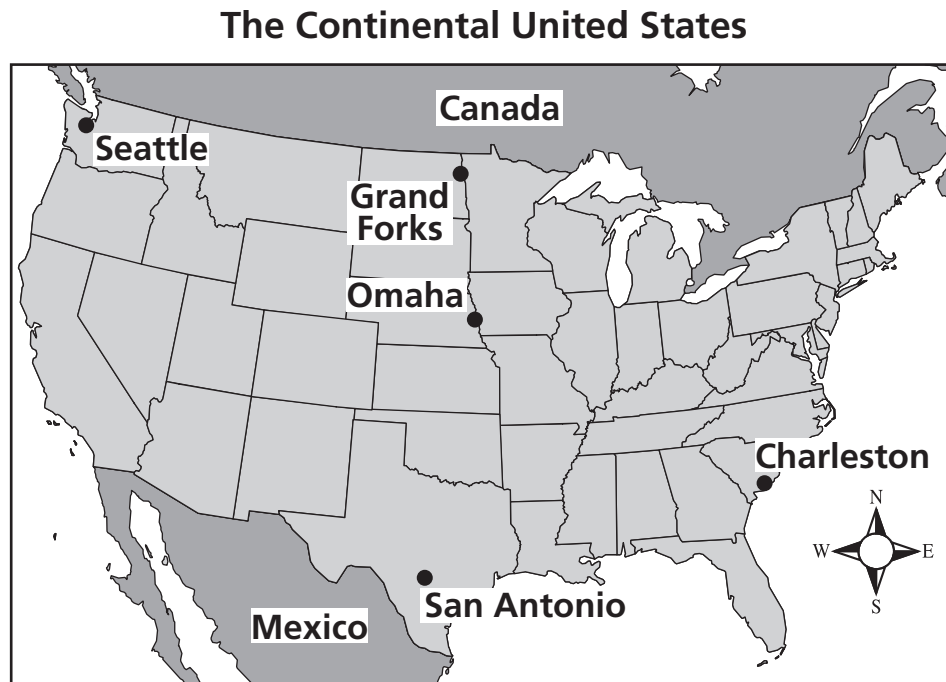 The Continental United States
Canada
Seattle
Grand
Forks
Omaha
Charleston
N
W
E
S
San Antonio
Mexico